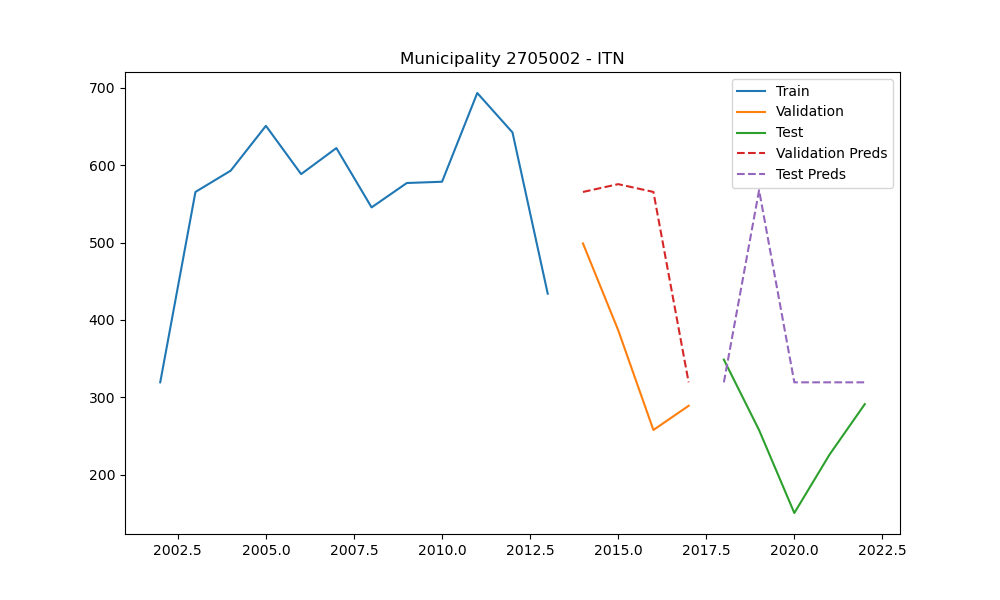 Municipality 2705002 - ITN
700
600
500
400
300
200
2002.5 2005.0 2007.5 2010.0 2012.5 2015.0 2017.5 2020.0 2022.5
Train
Validation
Test
Validation Preds
Test Preds